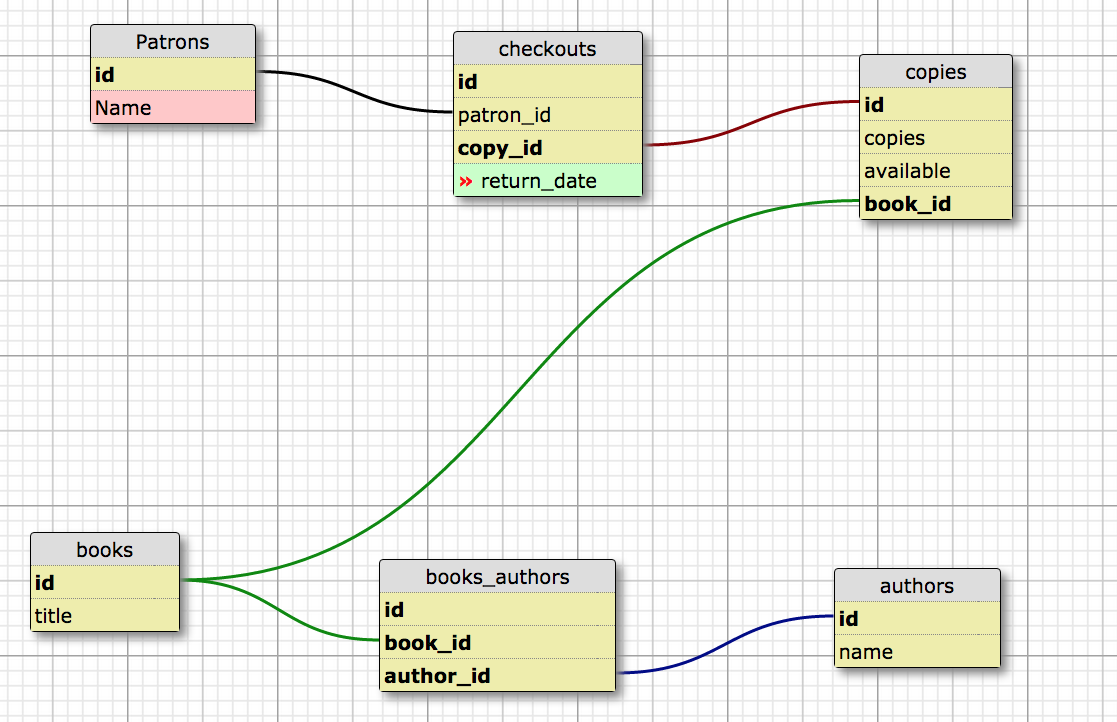 Patrons
id
Name
checkouts
id
patron_id
copy_id
» return_date
copies
id
copies
available
book_id
books
id
title
books_authors
id
book_id
author_id
authors
id
name